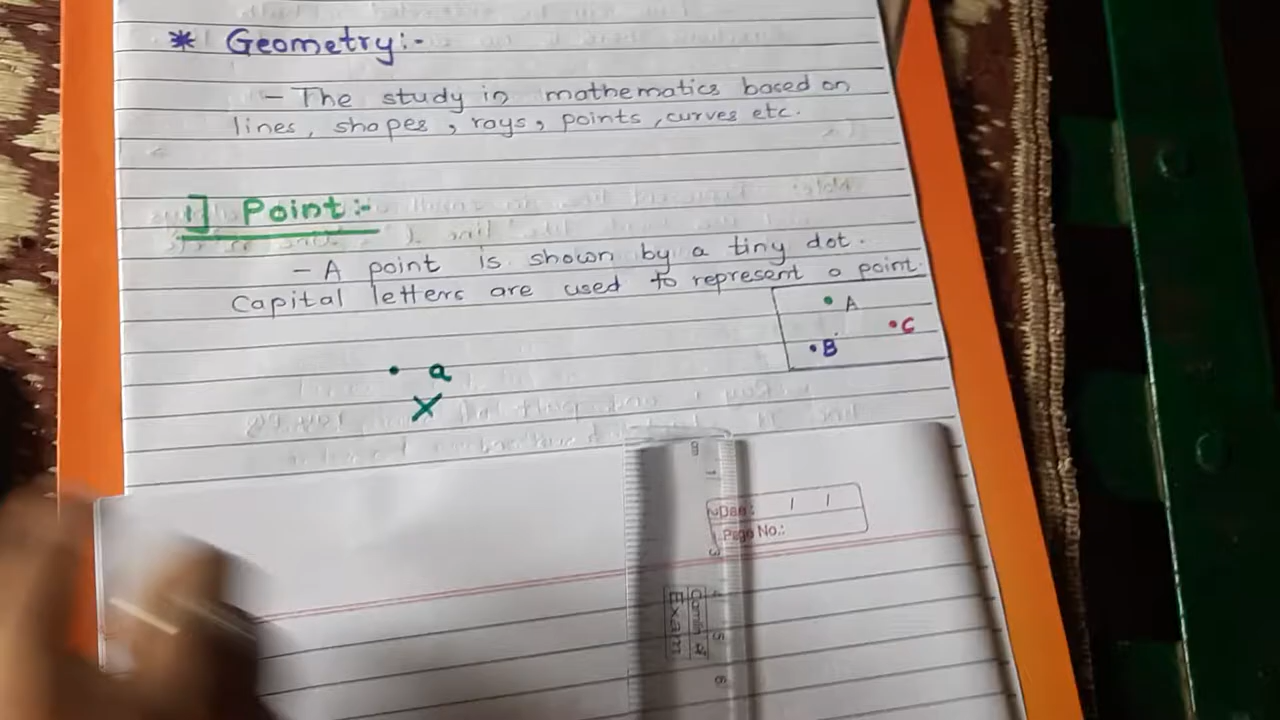 * Geometry:-
- The study in mathematics based on
lines, shapes, rays, points, curves etc.
1] Point:-
- A point is shown by a tiny dot.
Capital letters are used to represent a point.
A
C
B
a
X
Date: / /
Page No.:
Exam